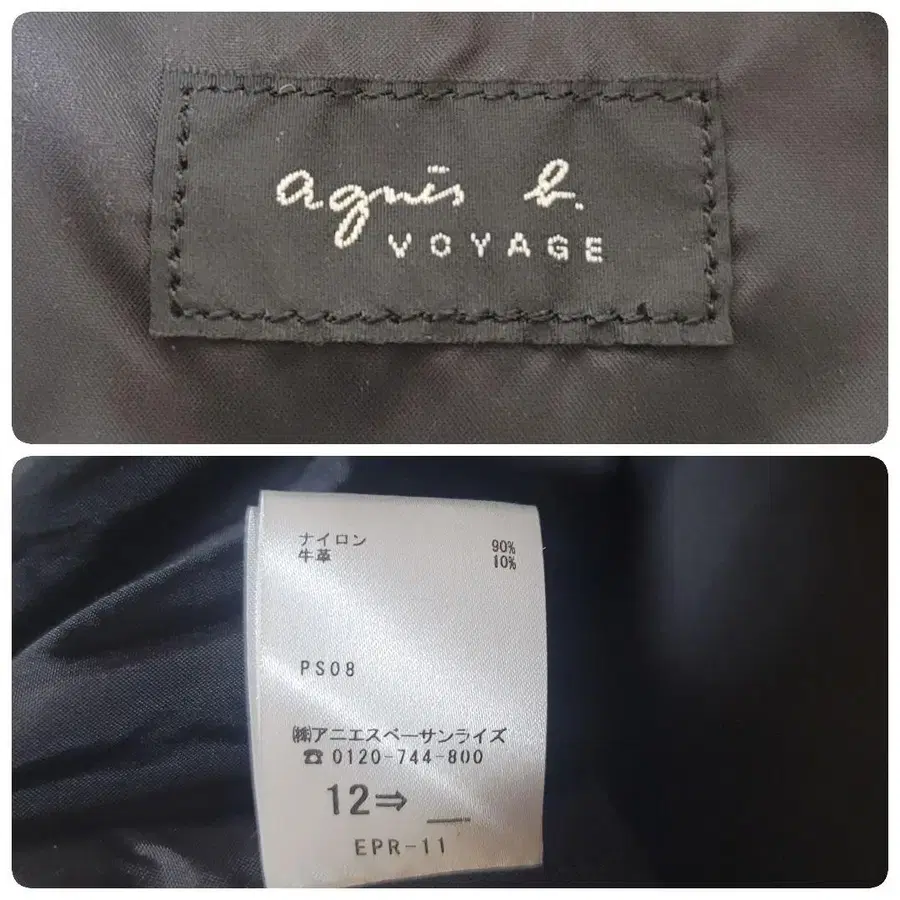 agnès b.
VOYAGE
ナイロン 90%
牛革 10%
PS08
㈱アニエスベーサンライズ
☎0120-744-800
12⇒
EPR-11